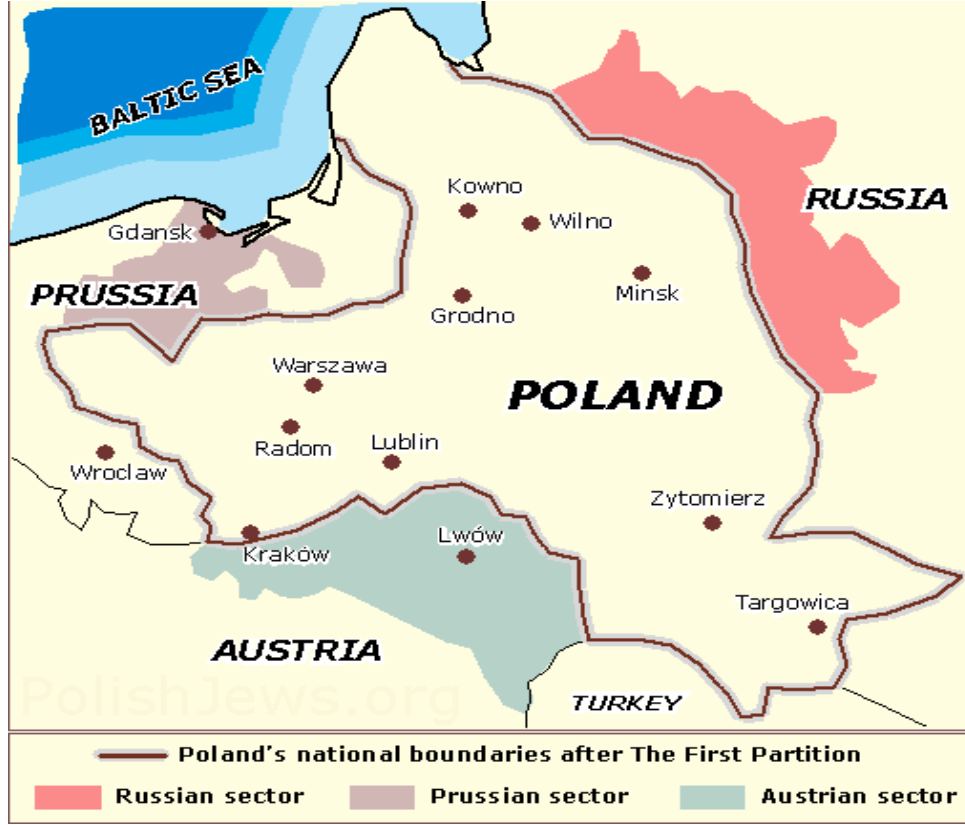 BALTIC SEA
RUSSIA
Kowno
Wilno
Gdansk
Minsk
PRUSSIA
Grodno
Warszawa
POLAND
Radom
Lublin
Wroclaw
Zytomierz
Kraków
Lwów
Targowica
AUSTRIA
PolishJews.org
TURKEY
Poland's national boundaries after The First Partition
Russian sector Prussian sector Austrian sector